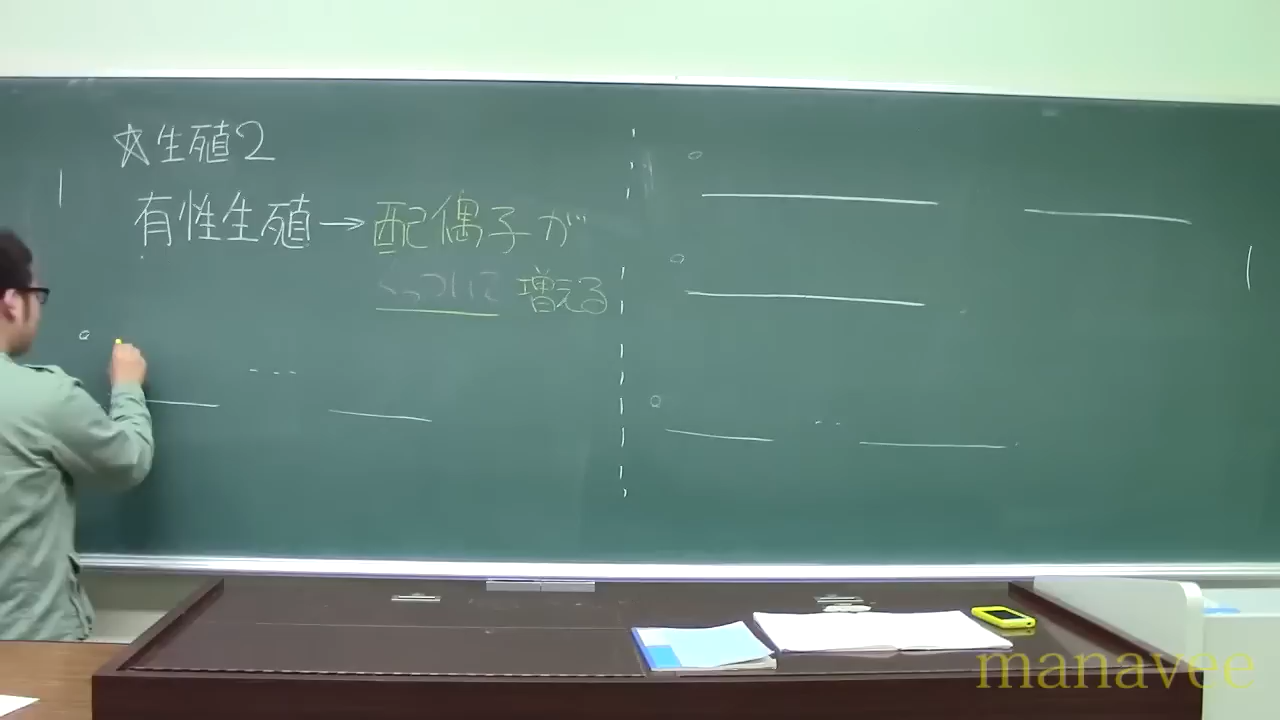 ☆生殖2
有性生殖→配偶子が
くっついて 増える
manavee